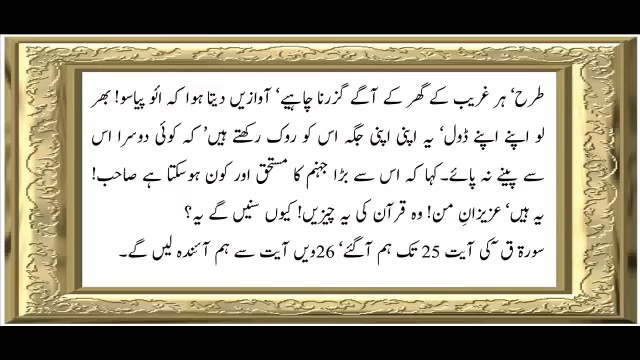 طرح‘ ہر غریب کے گھر کے آگے گزرنا چاہیے‘ آوازیں دیتا ہوا کہ ائو پیاسو! بھر
لو اپنے اپنے ڈول‘ یہ اپنی اپنی جگہ اس کو روک رکھتے ہیں’ کہ کوئی دوسرا اس
سے پینے نہ پائے۔ کہا کہ اس سے بڑا جہنم کا مستحق اور کون ہوسکتا ہے صاحب!
یہ ہیں‘ عزیزانِ من! وہ قرآن کی یہ چیزیں! کیوں سنیں گے یہ؟
سورۃ قٓ کی آیت 25 تک ہم آگئے‘ 26ویں آیت سے ہم آئندہ لیں گے۔